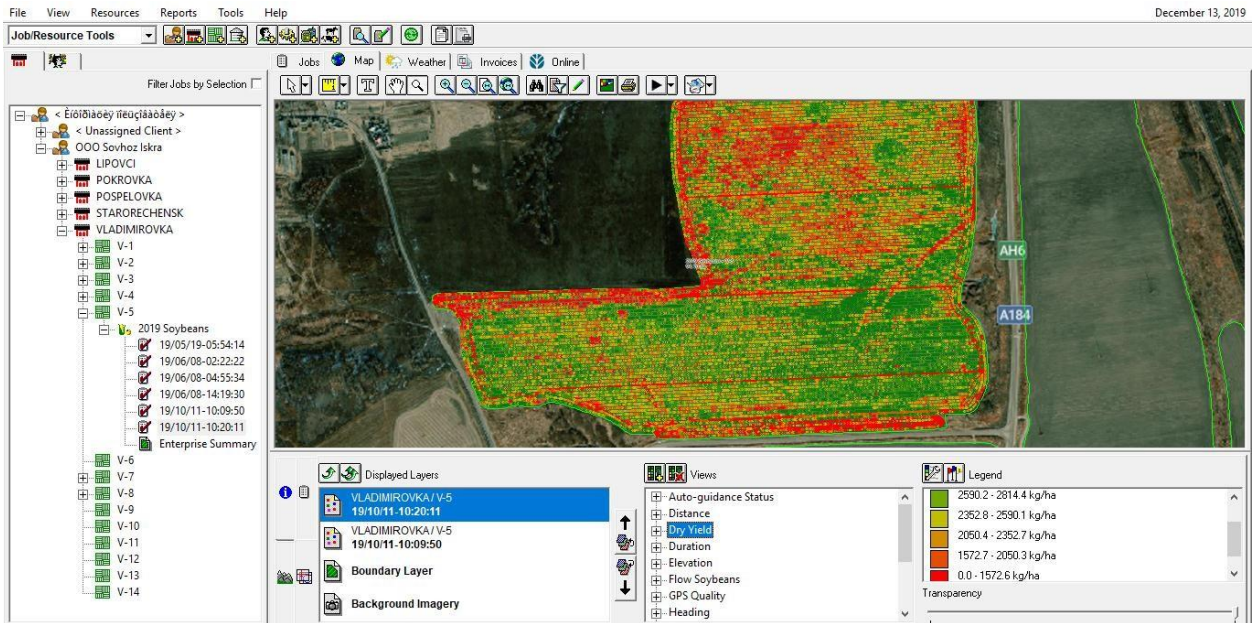 File View Resources Reports Tools Help
December 13, 2019
Job/Resource Tools
Jobs Map Weather Invoices Online
Filter Jobs by Selection
< Èíôîðìàöèÿ ïîëüçîâàòåëÿ >
< Unassigned Client >
OOO Sovhoz Iskra
LIPOVCI
POKROVKA
POSPELOVKA
STARORECHENSK
VLADIMIROVKA
V-1
V-2
V-3
V-4
V-5
2019 Soybeans
19/05/19-05:54:14
19/06/08-02:22:22
19/06/08-04:55:34
19/06/08-14:19:30
19/10/11-10:09:50
19/10/11-10:20:11
Enterprise Summary
V-6
V-7
V-8
V-9
V-10
V-11
V-12
V-13
V-14
AH6
A184
Displayed Layers
VLADIMIROVKA / V-5
19/10/11-10:20:11
VLADIMIROVKA / V-5
19/10/11-10:09:50
Boundary Layer
Background Imagery
Views
Auto-guidance Status
Distance
Dry Yield
Duration
Elevation
Flow Soybeans
GPS Quality
Heading
Legend
2590.2 - 2814.4 kg/ha
2352.8 - 2590.1 kg/ha
2050.4 - 2352.7 kg/ha
1572.7 - 2050.3 kg/ha
0.0 - 1572.6 kg/ha
Transparency